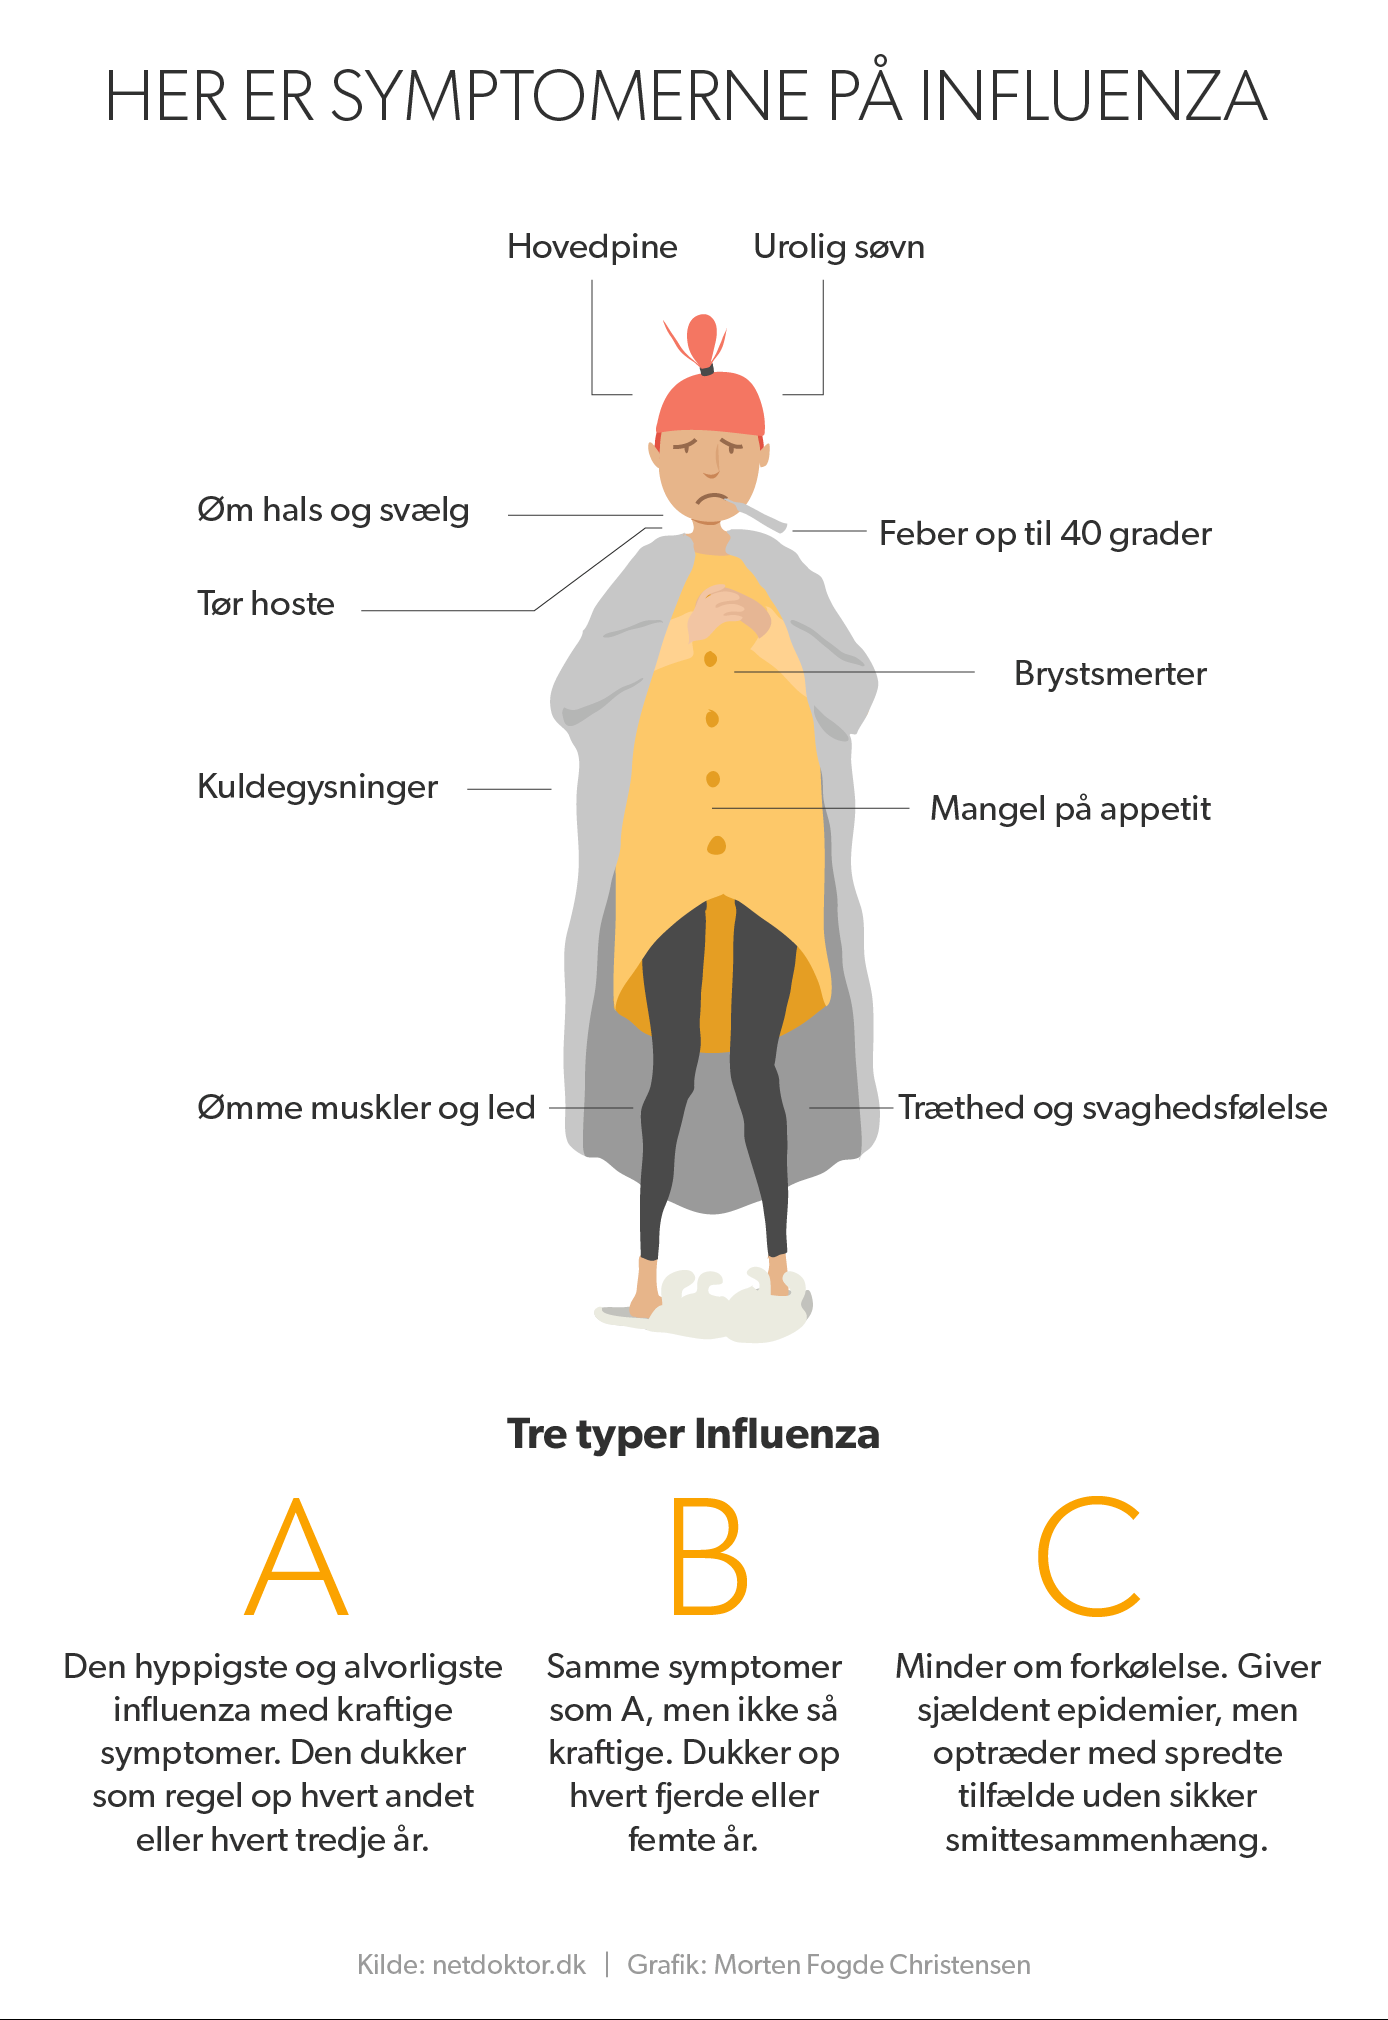 HER ER SYMPTOMERNE PÅ INFLUENZA
Hovedpine
Urolig søvn
Øm hals og svælg
Feber op til 40 grader
Tør hoste
Brystsmerter
Kuldegysninger
Mangel på appetit
Ømme muskler og led
Træthed og svaghedsfølelse
Tre typer Influenza
A
Den hyppigste og alvorligste
influenza med kraftige
symptomer. Den dukker
som regel op hvert andet
eller hvert tredje år.
B
Samme symptomer
som A, men ikke så
kraftige. Dukker op
hvert fjerde eller
femte år.
C
Minder om forkølelse. Giver
sjældent epidemier, men
optræder med spredte
tilfælde uden sikker
smittesammenhæng.
Kilde: netdoktor.dk | Grafik: Morten Fogde Christensen